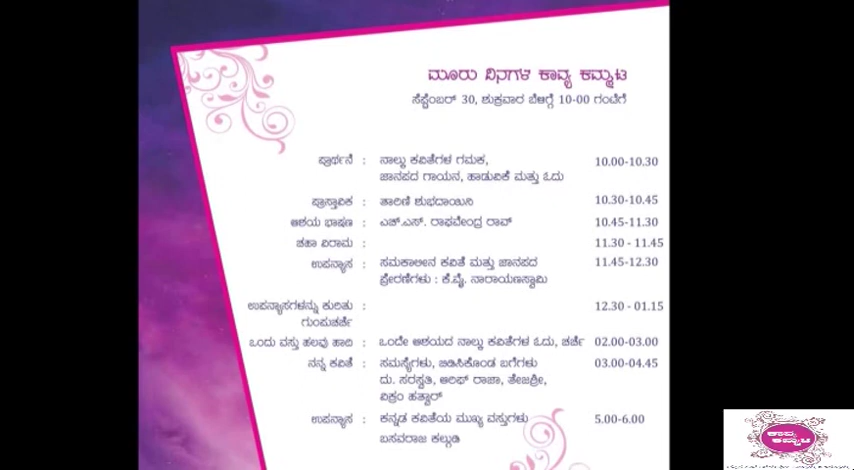 ಮೂರು ದಿನಗಳ ಕಾವ್ಯ ಕಮ್ಮಟ
ಸೆಪ್ಟೆಂಬರ್ 30, ಶುಕ್ರವಾರ ಬೆಳಗ್ಗೆ 10-00 ಗಂಟೆಗೆ
ಪ್ರಾರ್ಥನೆ : ನಾಲ್ಕು ಕವಿತೆಗಳ ಗಮಕ, 10.00-10.30
ಜಾನಪದ ಗಾಯನ, ಹಾಡುವಿಕೆ ಮತ್ತು ಓದು
ಪ್ರಾಸ್ತಾವಿಕ : ತಾರಿಣಿ ಶುಭದಾಯಿನಿ 10.30-10.45
ಆಶಯ ಭಾಷಣ : ಎಚ್.ಎಸ್. ರಾಘವೇಂದ್ರ ರಾವ್ 10.45-11.30
ಚಹಾ ವಿರಾಮ : 11.30 - 11.45
ಉಪನ್ಯಾಸ : ಸಮಕಾಲೀನ ಕವಿತೆ ಮತ್ತು ಜಾನಪದ 11.45-12.30
ಪ್ರೇರಣೆಗಳು : ಕೆ.ವೈ. ನಾರಾಯಣಸ್ವಾಮಿ
ಉಪನ್ಯಾಸಗಳನ್ನು ಕುರಿತು : 12.30 - 01.15
ಗುಂಪುಚರ್ಚೆ
ಒಂದು ವಸ್ತು ಹಲವು ಹಾದಿ : ಒಂದೇ ಆಶಯದ ನಾಲ್ಕು ಕವಿತೆಗಳ ಓದು, ಚರ್ಚೆ 02.00-03.00
ನನ್ನ ಕವಿತೆ : ಸಮಸ್ಯೆಗಳು, ಬಿಡಿಸಿಕೊಂಡ ಬಗೆಗಳು 03.00-04.45
ದು. ಸರಸ್ವತಿ, ಆರಿಫ್ ರಾಜಾ, ತೇಜಶ್ರೀ,
ವಿಕ್ರಂ ಹತ್ವಾರ್
ಉಪನ್ಯಾಸ : ಕನ್ನಡ ಕವಿತೆಯ ಮುಖ್ಯ ವಸ್ತುಗಳು 5.00-6.00
ಬಸವರಾಜ ಕಲ್ಗುಡಿ
ಕಾವ್ಯ
ಕಮ್ಮಟ